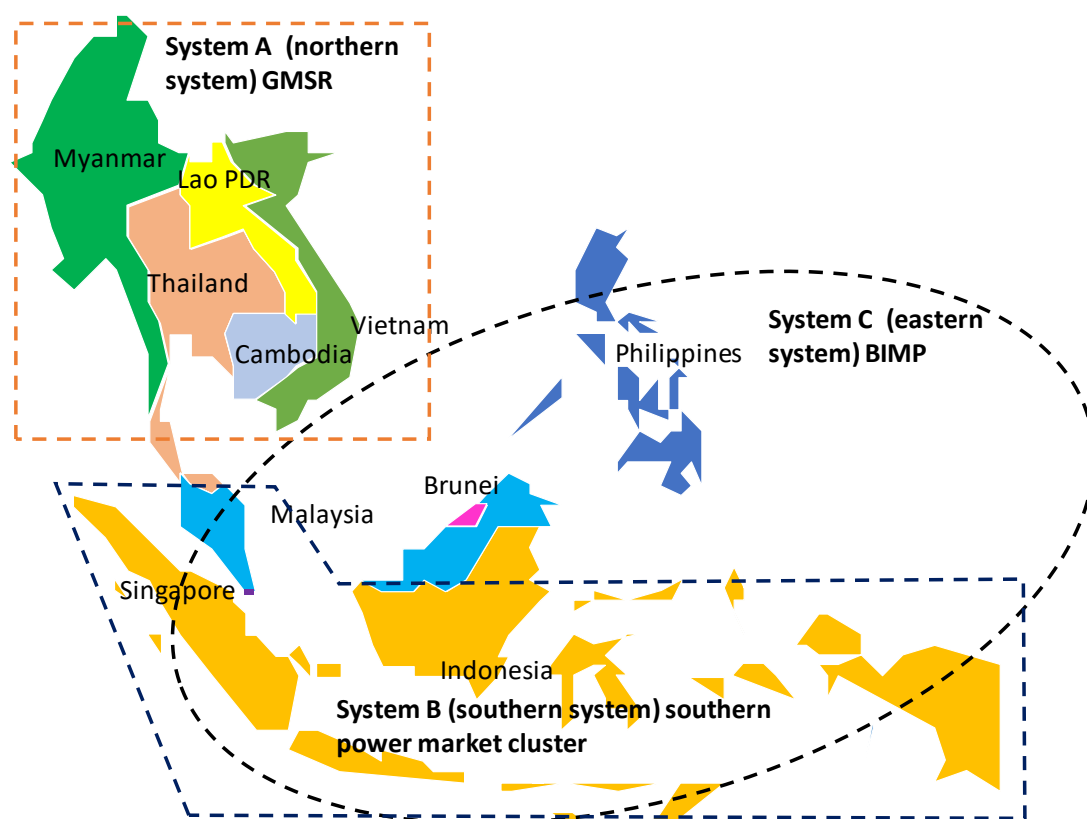 System A (northern
system) GMSR
Myanmar
Lao PDR
Thailand
Vietnam
Cambodia
System C (eastern
system) BIMP
Philippines
Brunei
Malaysia
Singapore
Indonesia
System B (southern system) southern
power market cluster